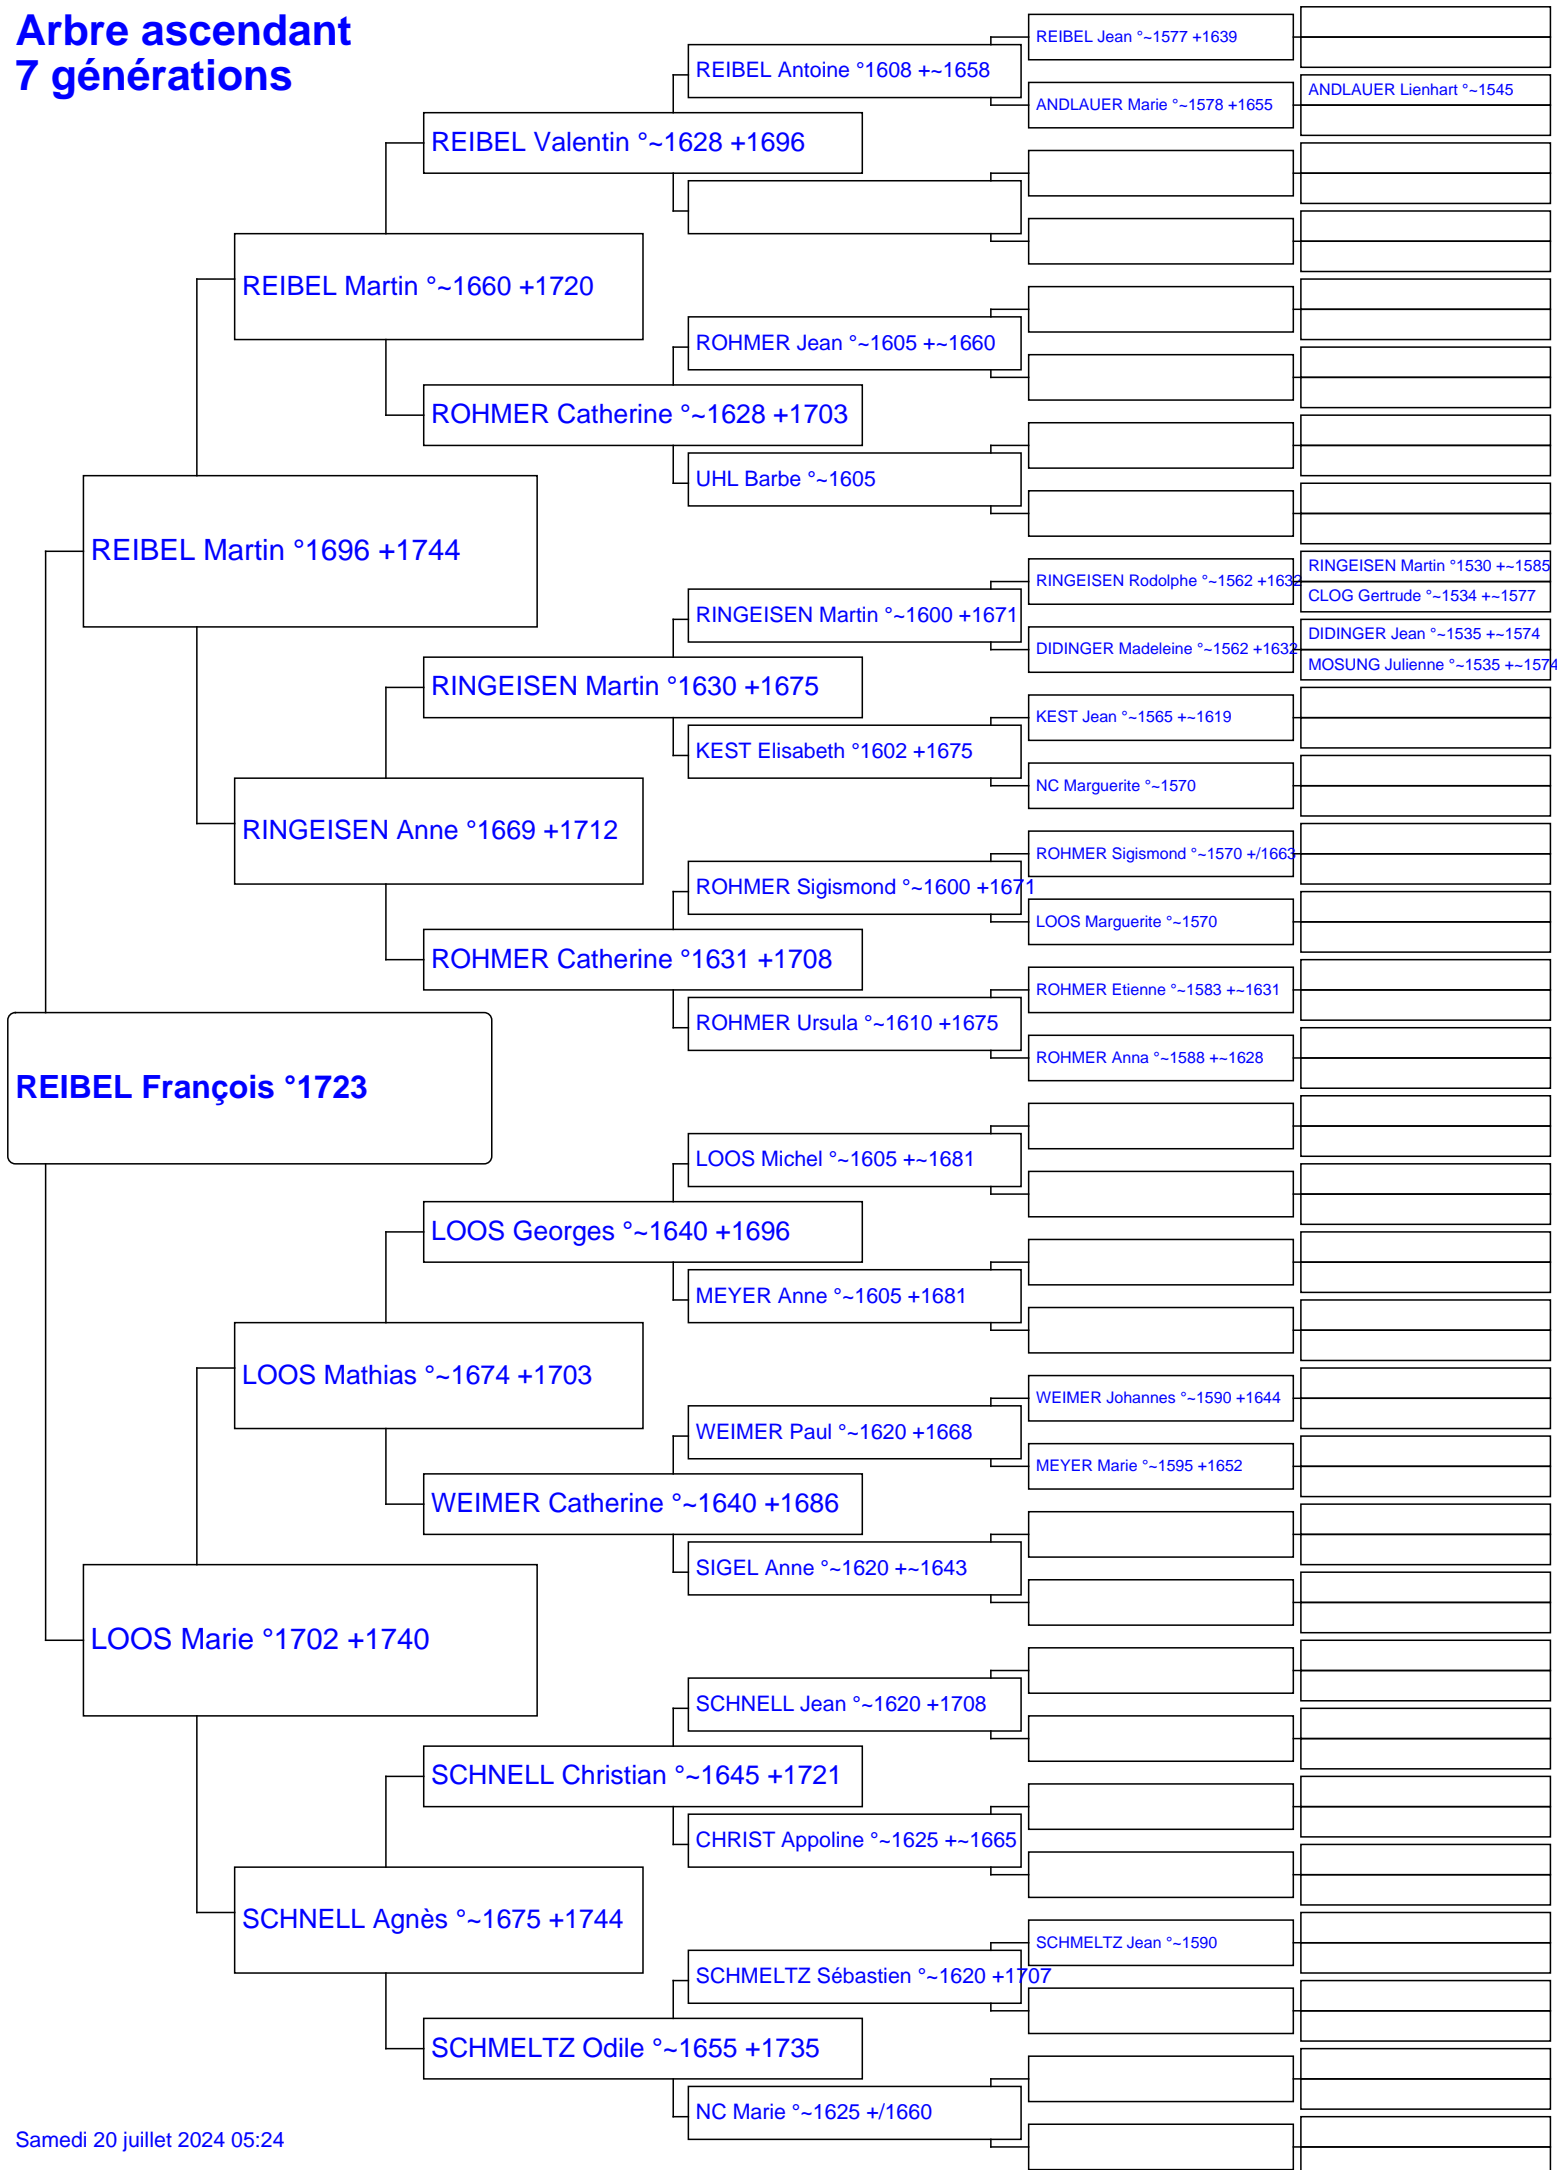 Arbre ascendant
7 générations
REIBEL François °1723
REIBEL Martin °1696 +1744
LOOS Marie °1702 +1740
REIBEL Martin °~1660 +1720
RINGEISEN Anne °1669 +1712
LOOS Mathias °~1674 +1703
SCHNELL Agnès °~1675 +1744
REIBEL Valentin °~1628 +1696
ROHMER Catherine °~1628 +1703
RINGEISEN Martin °1630 +1675
ROHMER Catherine °1631 +1708
LOOS Georges °~1640 +1696
WEIMER Catherine °~1640 +1686
SCHNELL Christian °~1645 +1721
SCHMELTZ Odile °~1655 +1735
REIBEL Antoine °1608 +~1658
ROHMER Jean °~1605 +~1660
UHL Barbe °~1605
RINGEISEN Martin °~1600 +1671
KEST Elisabeth °1602 +1675
ROHMER Sigismond °~1600 +1671
ROHMER Ursula °~1610 +1675
LOOS Michel °~1605 +~1681
MEYER Anne °~1605 +1681
WEIMER Paul °~1620 +1668
SIGEL Anne °~1620 +~1643
SCHNELL Jean °~1620 +1708
CHRIST Appoline °~1625 +~1665
SCHMELTZ Sébastien °~1620 +1707
NC Marie °~1625 +/1660
REIBEL Jean °~1577 +1639
ANDLAUER Marie °~1578 +1655
RINGEISEN Rodolphe °~1562 +1632
DIDINGER Madeleine °~1562 +1632
KEST Jean °~1565 +~1619
NC Marguerite °~1570
ROHMER Sigismond °~1570 +/1663
LOOS Marguerite °~1570
ROHMER Etienne °~1583 +~1631
ROHMER Anna °~1588 +~1628
WEIMER Johannes °~1590 +1644
MEYER Marie °~1595 +1652
SCHMELTZ Jean °~1590
ANDLAUER Lienhart °~1545
RINGEISEN Martin °1530 +~1585
CLOG Gertrude °~1534 +~1577
DIDINGER Jean °~1535 +~1574
MOSUNG Julienne °~1535 +~1574
Samedi 20 juillet 2024 05:24